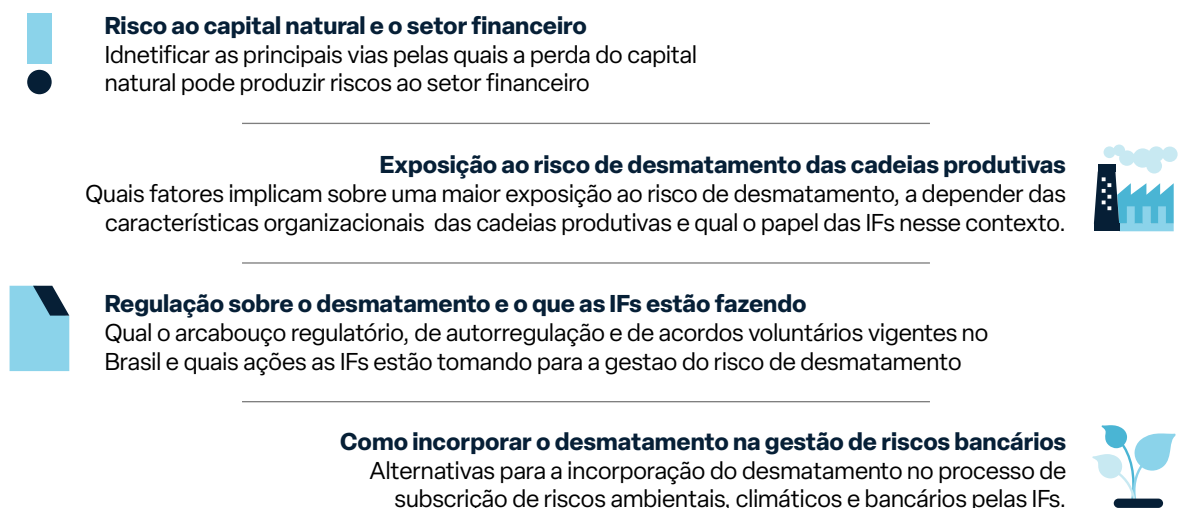 Risco ao capital natural e o setor financeiro
Idnetificar as principais vias pelas quais a perda do capital
natural pode produzir riscos ao setor financeiro
Exposição ao risco de desmatamento das cadeias produtivas
Quais fatores implicam sobre uma maior exposição ao risco de desmatamento, a depender das
características organizacionais  das cadeias produtivas e qual o papel das IFs nesse contexto.
Regulação sobre o desmatamento e o que as IFs estão fazendo
Qual o arcabouço regulatório, de autorregulação e de acordos voluntários vigentes no
Brasil e quais ações as IFs estão tomando para a gestao do risco de desmatamento
Como incorporar o desmatamento na gestão de riscos bancários
Alternativas para a incorporação do desmatamento no processo de
subscrição de riscos ambientais, climáticos e bancários pelas IFs.